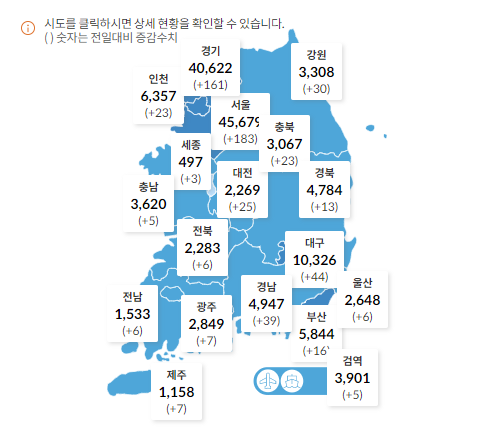 시도를 클릭하시면 상세 현황을 확인할 수 있습니다.
( ) 숫자는 전일대비 증감수치
경기
40,622
(+161)
강원
3,308
(+30)
인천
6,357
(+23)
서울
45,679
(+183)
충북
3,067
(+23)
세종
497
(+3)
대전
2,269
(+25)
경북
4,784
(+13)
충남
3,620
(+5)
전북
2,283
(+6)
대구
10,326
(+44)
울산
2,648
(+6)
경남
4,947
(+39)
전남
1,533
(+6)
광주
2,849
(+7)
부산
5,844
(+16)
검역
3,901
(+5)
제주
1,158
(+7)